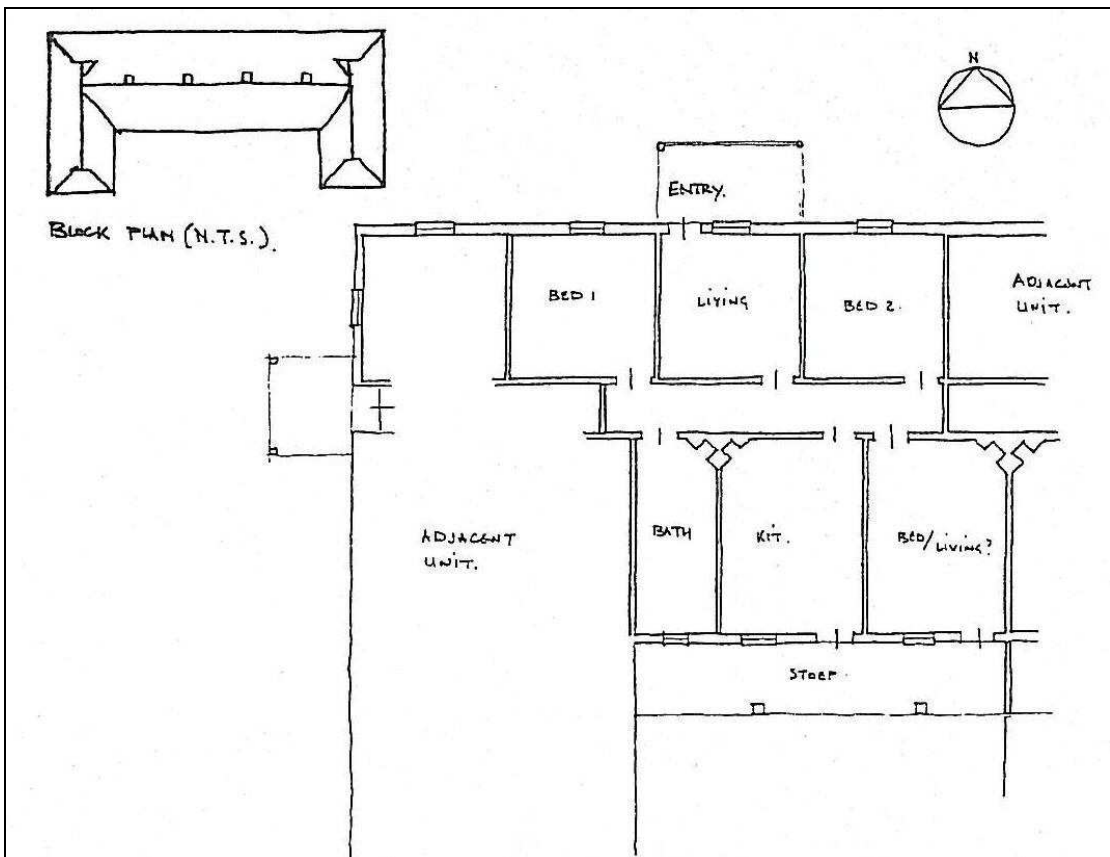 N
BLOCK PLAN (N.T.S.).
ENTRY.
BED 1
LIVING
BED 2.
ADJACENT
UNIT.
ADJACENT
UNIT.
BATH
KIT.
BED/LIVING?
STOEP.